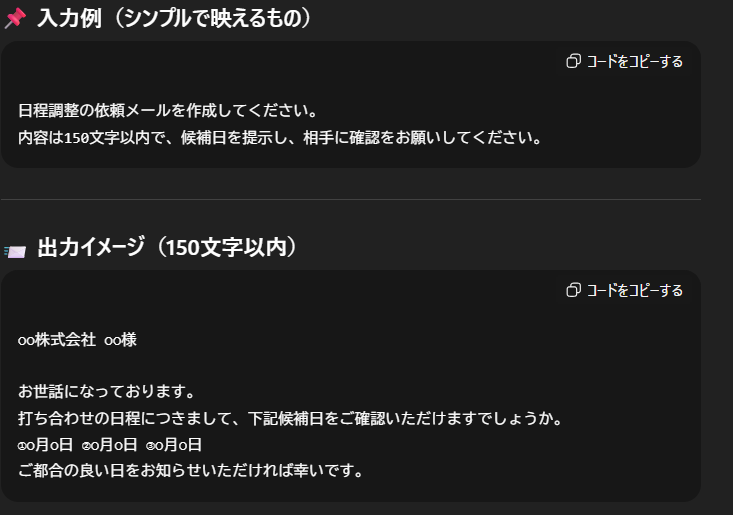 📌 入力例（シンプルで映えるもの）
コードをコピーする
日程調整の依頼メールを作成してください。
内容は150文字以内で、候補日を提示し、相手に確認をお願いしてください。
📨 出力イメージ（150文字以内）
コードをコピーする
○○株式会社 ○○様
お世話になっております。
打ち合わせの日程につきまして、下記候補日をご確認いただけますでしょうか。
①○月○日 ②○月○日 ③○月○日
ご都合の良い日をお知らせいただければ幸いです。